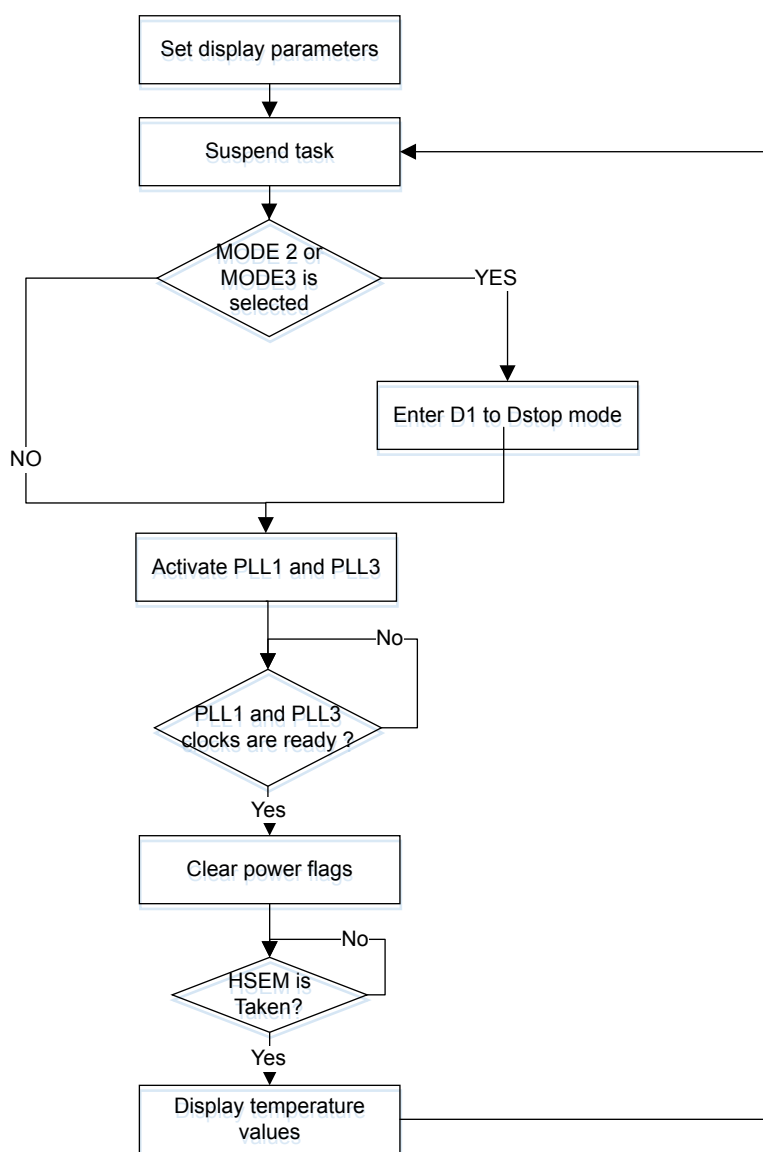 Set display parameters
Suspend task
MODE 2 or
MODE3 is
selected
YES
Enter D1 to Dstop mode
NO
Activate PLL1 and PLL3
No
PLL1 and PLL3
clocks are ready ?
Yes
Clear power flags
No
HSEM is
Taken?
Yes
Display temperature
values